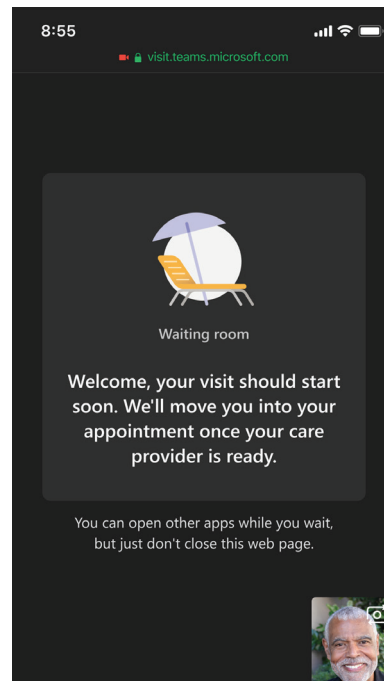 8:55
visit.teams.microsoft.com
Waiting room
Welcome, your visit should start
soon. We'll move you into your
appointment once your care
provider is ready.
You can open other apps while you wait,
but just don't close this web page.